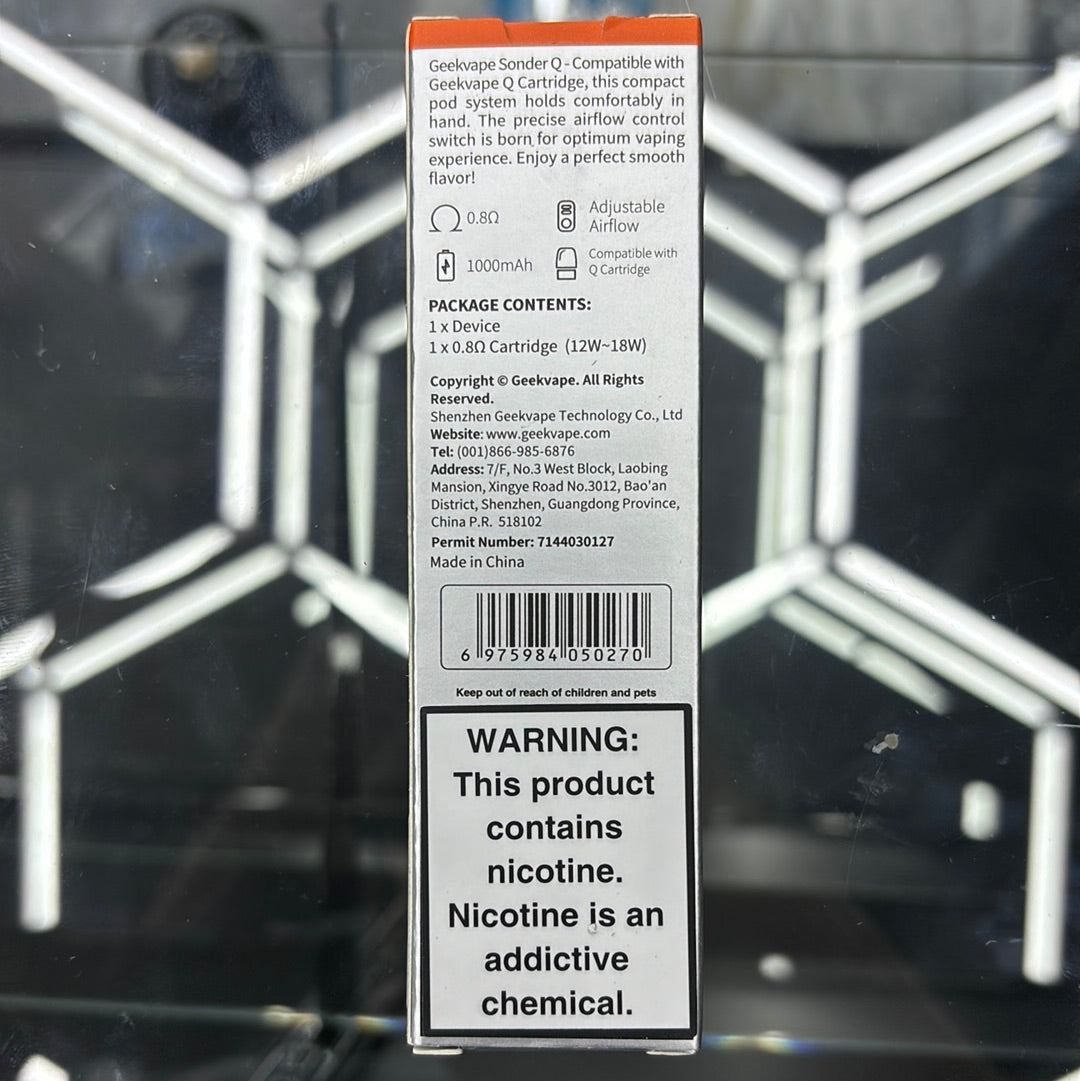 Geekvape Sonder Q - Compatible with
Geekvape Q Cartridge, this compact
pod system holds comfortably in
hand. The precise airflow control
switch is born for optimum vaping
experience. Enjoy a perfect smooth
flavor!
0.8Ω
Adjustable
Airflow
1000mAh
Compatible with
Q Cartridge
PACKAGE CONTENTS:
1 x Device
1 x 0.8Ω Cartridge (12W~18W)
Copyright © Geekvape. All Rights
Reserved.
Shenzhen Geekvape Technology Co., Ltd
Website: www.geekvape.com
Tel: (001)866-985-6876
Address: 7/F, No.3 West Block, Laobing
Mansion, Xingye Road No.3012, Bao'an
District, Shenzhen, Guangdong Province,
China P.R. 518102
Permit Number: 7144030127
Made in China
6 975984 050270
Keep out of reach of children and pets
WARNING:
This product
contains
nicotine.
Nicotine is an
addictive
chemical.